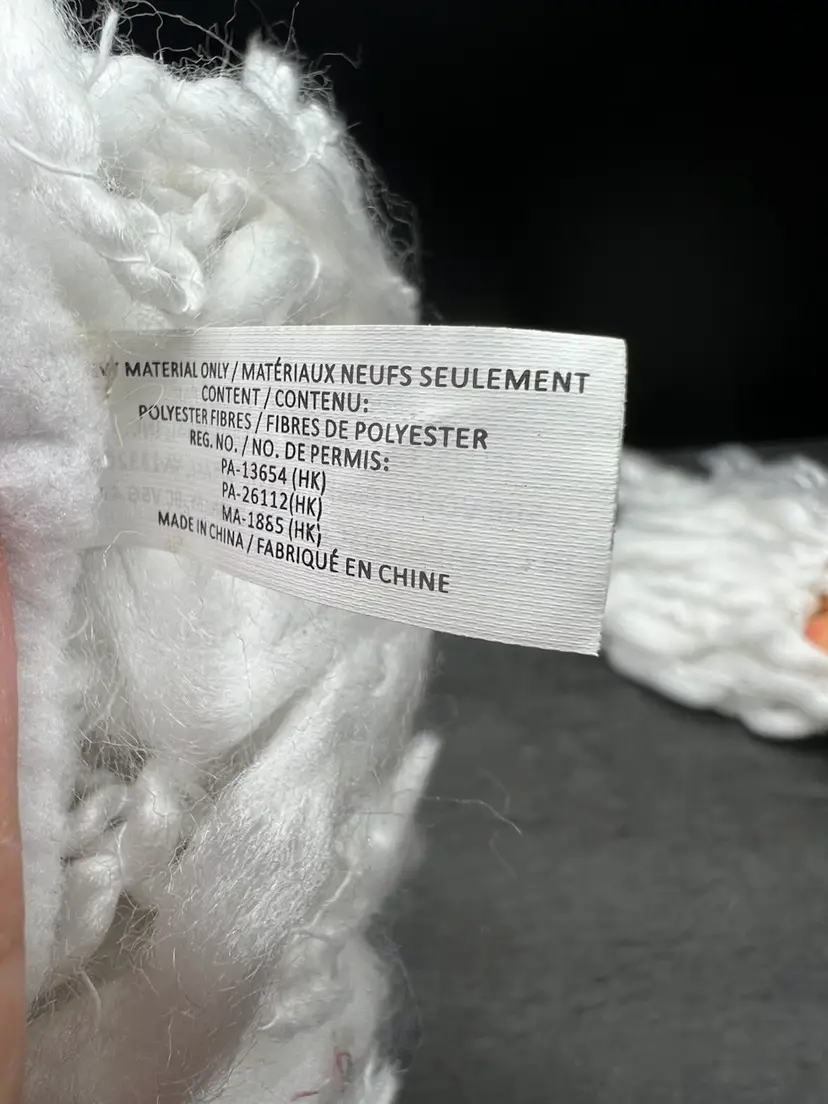 MATERIAL ONLY / MATÉRIAUX NEUFS SEULEMENT
CONTENT / CONTENU:
POLYESTER FIBRES / FIBRES DE POLYESTER
REG. NO. / NO. DE PERMIS:
PA-13654 (HK)
PA-26112(HK)
MA-1885 (HK)
MADE IN CHINA / FABRIQUÉ EN CHINE